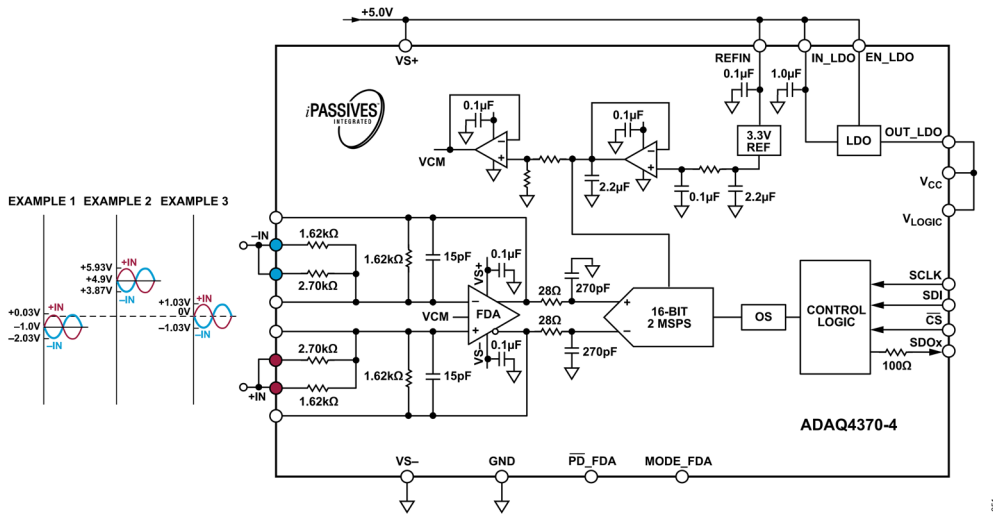 +5.0V
VS+
REFIN
IN_LDO
EN_LDO
0.1µF
1.0µF
iPASSIVES
INTEGRATED
0.1µF
0.1µF
3.3V
REF
LDO
OUT_LDO
VCM
2.2µF
0.1µF
2.2µF
VCC
VLOGIC
EXAMPLE 1
EXAMPLE 2
EXAMPLE 3
+5.93V
+4.9V
+3.87V
+IN
–IN
+0.03V
–1.0V
–2.03V
+IN
–IN
+1.03V
0V
–1.03V
+IN
–IN
–IN
1.62kΩ
2.70kΩ
1.62kΩ
15pF
VS+
0.1µF
28Ω
270pF
VCM
FDA
28Ω
VS–
0.1µF
270pF
16-BIT
2 MSPS
OS
CONTROL
LOGIC
SCLK
SDI
CS
SDOx
100Ω
+IN
2.70kΩ
1.62kΩ
1.62kΩ
15pF
ADAQ4370-4
VS–
GND
PD_FDA
MODE_FDA